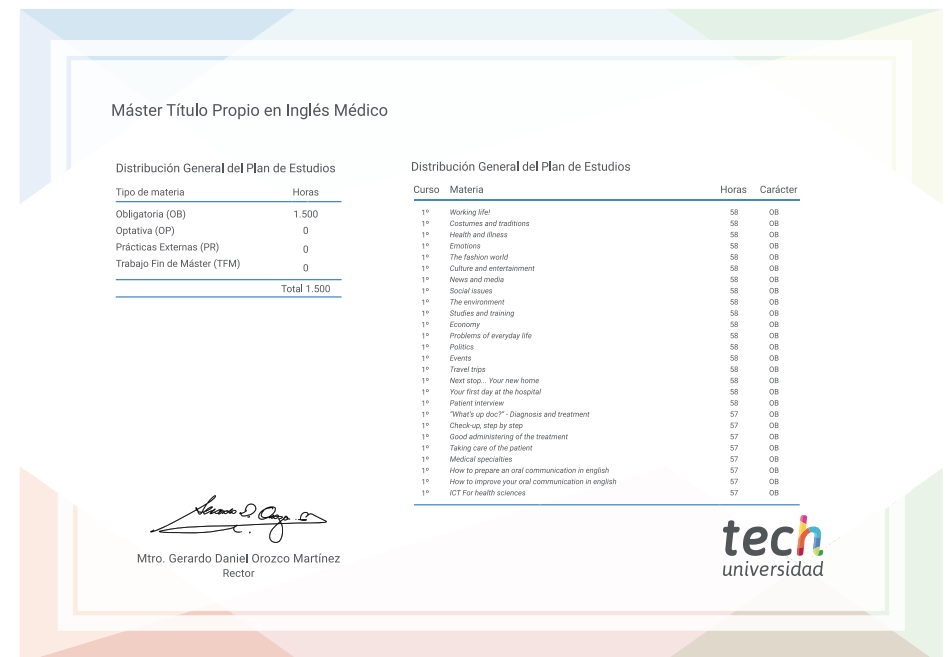 Máster Título Propio en Inglés Médico
Distribución General del Plan de Estudios
Tipo de materia Horas
Obligatoria (OB) 1.500
Optativa (OP) 0
Prácticas Externas (PR) 0
Trabajo Fin de Máster (TFM) 0
Total 1.500
Distribución General del Plan de Estudios
Curso Materia Horas Carácter
1º Working life! 58 OB
1º Costumes and traditions 58 OB
1º Health and illness 58 OB
1º Emotions 58 OB
1º The fashion world 58 OB
1º Culture and entertainment 58 OB
1º News and media 58 OB
1º Social issues 58 OB
1º The environment 58 OB
1º Studies and training 58 OB
1º Economy 58 OB
1º Problems of everyday life 58 OB
1º Politics 58 OB
1º Events 58 OB
1º Travel trips 58 OB
1º Next stop... Your new home 58 OB
1º Your first day at the hospital 58 OB
1º Patient interview 58 OB
1º "What's up doc?" - Diagnosis and treatment 57 OB
1º Check-up, step by step 57 OB
1º Good administering of the treatment 57 OB
1º Taking care of the patient 57 OB
1º Medical specialties 57 OB
1º How to prepare an oral communication in english 57 OB
1º How to improve your oral communication in english 57 OB
1º ICT For health sciences 57 OB
Mtro. Gerardo Daniel Orozco Martínez
Rector
tech
universidad